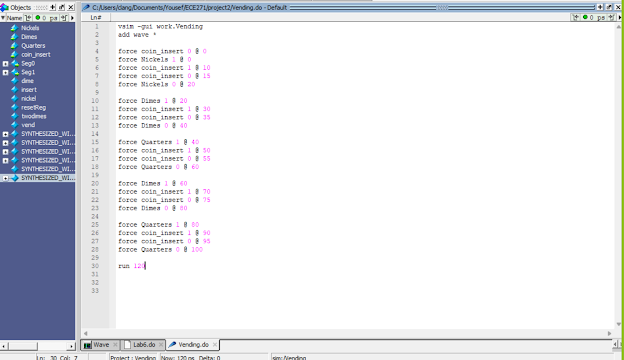 Objects
C:/Users/clang/Documents/Yousef/ECE271/project2/Vending.do - Default
Name
0 ps
Ln#
0 ps
Nickels
Dimes
Quarters
coin_insert
Seg0
Seg1
dime
insert
nickel
resetReg
twodimes
vend
SYNTHESIZED_WI...
SYNTHESIZED_WI...
SYNTHESIZED_WI...
SYNTHESIZED_WI...
SYNTHESIZED_WI...
1 vsim -gui work.Vending
2 add wave *
3
4 force coin_insert 0 @ 0
5 force Nickels 1 @ 0
6 force coin_insert 1 @ 10
7 force coin_insert 0 @ 15
8 force Nickels 0 @ 20
9
10 force Dimes 1 @ 20
11 force coin_insert 1 @ 30
12 force coin_insert 0 @ 35
13 force Dimes 0 @ 40
14
15 force Quarters 1 @ 40
16 force coin_insert 1 @ 50
17 force coin_insert 0 @ 55
18 force Quarters 0 @ 60
19
20 force Dimes 1 @ 60
21 force coin_insert 1 @ 70
22 force coin_insert 0 @ 75
23 force Dimes 0 @ 80
24
25 force Quarters 1 @ 80
26 force coin_insert 1 @ 90
27 force coin_insert 0 @ 95
28 force Quarters 0 @ 100
29
30 run 120
31
32
33
Wave
Lab6.do
Vending.do
Ln: 30 Col: 7
Project : Vending
Now: 120 ps Delta: 0
sim:/Vending